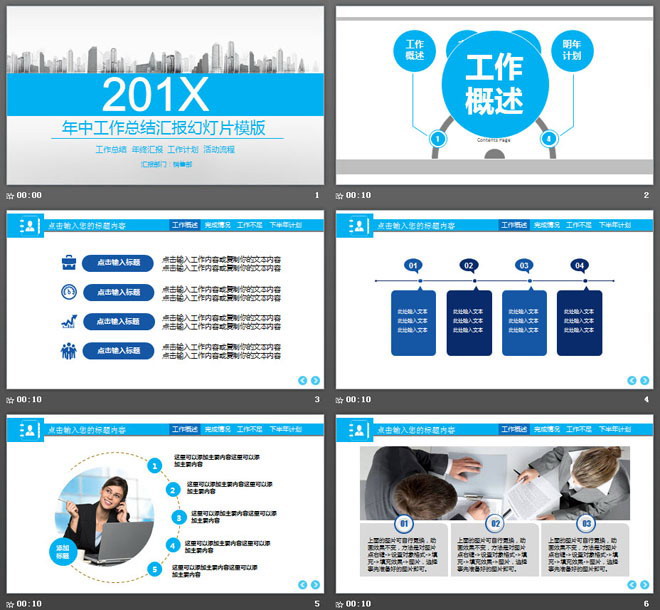 201X
年中工作总结汇报幻灯片模版
工作总结 年终汇报 工作计划 活动流程
汇报部门：销售部
00:00
1
工作
概述
工作
概述
明年
计划
1
4
Contents Page
00:10
2
点击输入您的标题内容
工作概述 完成情况 工作不足 下半年计划
点击输入标题
点击输入工作内容或复制你的文本内容
点击输入工作内容或复制你的文本内容
点击输入标题
点击输入工作内容或复制你的文本内容
点击输入工作内容或复制你的文本内容
点击输入标题
点击输入工作内容或复制你的文本内容
点击输入工作内容或复制你的文本内容
点击输入标题
点击输入工作内容或复制你的文本内容
点击输入工作内容或复制你的文本内容
00:10
3
点击输入您的标题内容
工作概述 完成情况 工作不足 下半年计划
01
02
03
04
此处输入文本
此处输入文本
此处输入文本
此处输入文本
此处输入文本
此处输入文本
此处输入文本
此处输入文本
此处输入文本
此处输入文本
此处输入文本
此处输入文本
00:10
4
点击输入您的标题内容
工作概述 完成情况 工作不足 下半年计划
添加
标题
1
这里可以添加主要内容这里可以添
加主要内容
2
这里可以添加主要内容这里可以添
加主要内容
3
这里可以添加主要内容这里可以添
加主要内容
4
这里可以添加主要内容这里可以添
加主要内容
5
这里可以添加主要内容这里可以添
加主要内容
00:10
5
点击输入您的标题内容
工作概述 完成情况 工作不足 下半年计划
01
上面的图片可自行更换，助
面效果不变，方法是对图片
点右键->设置对象格式->填
充->填充效果->图片，选择
事先准备好的图片即可。
02
上面的图片可自行更换，助
面效果不变，方法是对图片
点右键->设置对象格式->填
充->填充效果->图片，选择
事先准备好的图片即可。
03
上面的图片可自行更换，助
面效果不变，方法是对图片
点右键->设置对象格式->填
充->填充效果->图片，选择
事先准备好的图片即可。
00:10
6